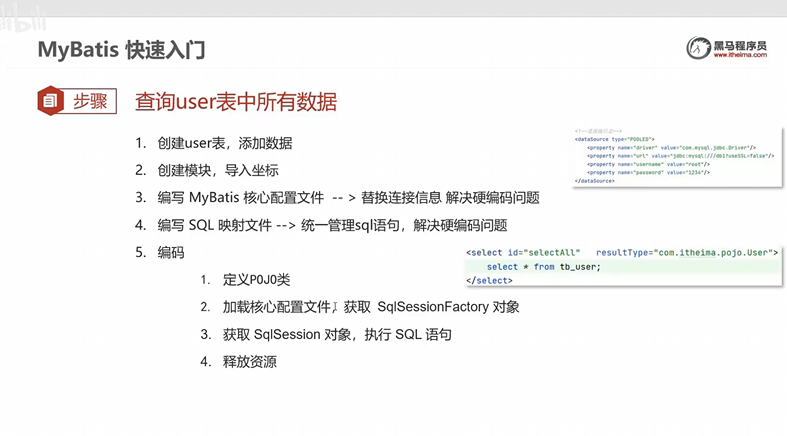 MyBatis 快速入门
黑马程序员
www.itheima.com
步骤
查询user表中所有数据
1. 创建user表，添加数据
2. 创建模块，导入坐标
3. 编写 MyBatis 核心配置文件 -- > 替换连接信息 解决硬编码问题
4. 编写 SQL 映射文件 --> 统一管理sql语句，解决硬编码问题
5. 编码
1. 定义POJO类
2. 加载核心配置文件，获取 SqlSessionFactory 对象
3. 获取 SqlSession 对象，执行 SQL 语句
4. 释放资源
<dataSource type="POOLED">
<property name="driver" value="com.mysql.jdbc.Driver"/>
<property name="url" value="jdbc:mysql:///db1?useSSL=false"/>
<property name="username" value="root"/>
<property name="password" value="1234"/>
</dataSource>
<select id="selectAll" resultType="com.itheima.pojo.User">
select * from tb_user;
</select>